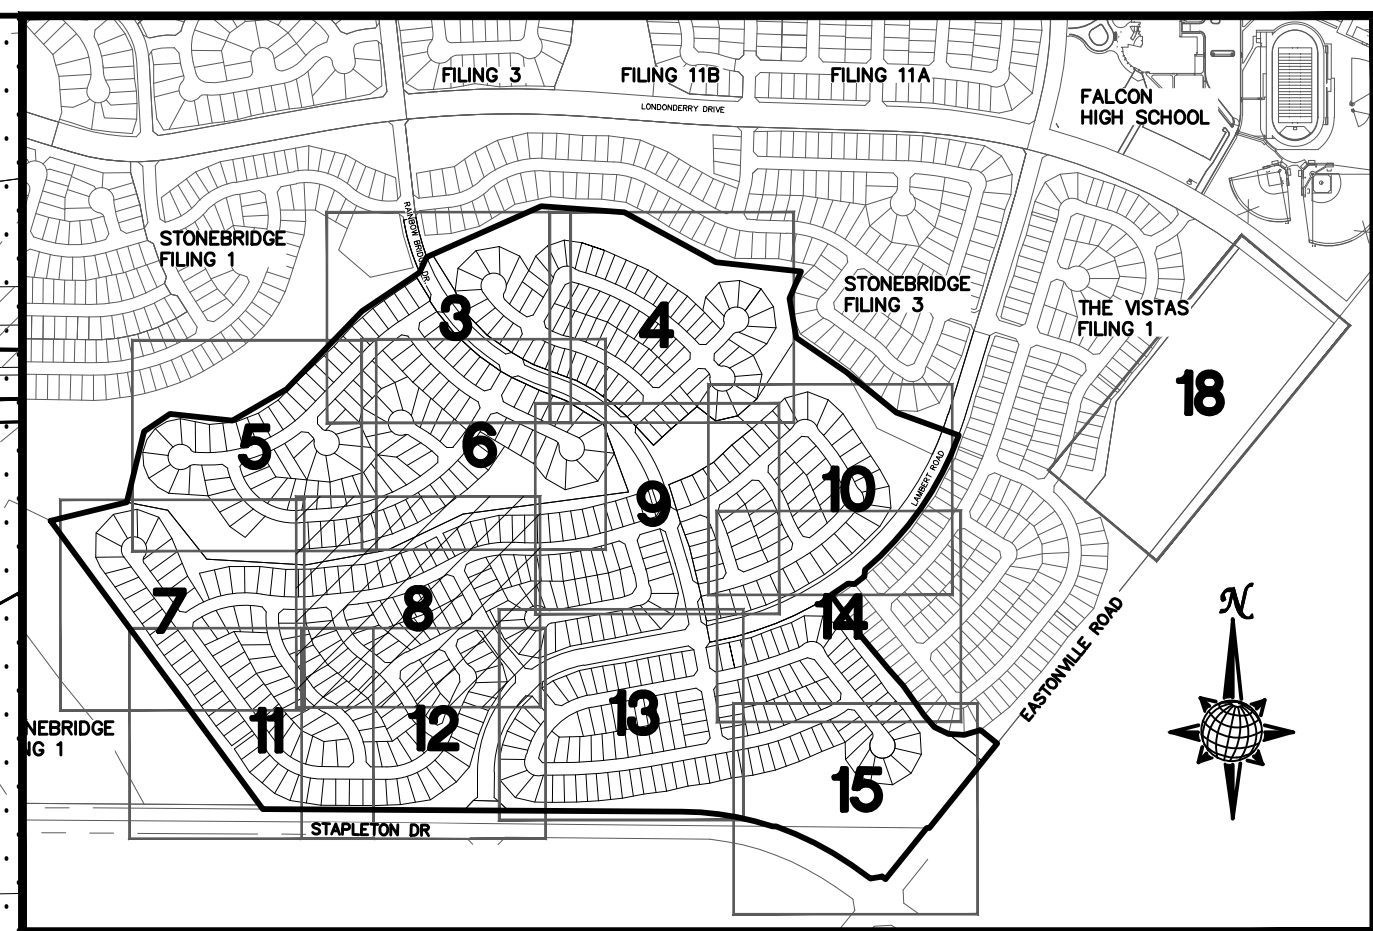 FILING 3
FILING 11B
FILING 11A
FALCON
HIGH SCHOOL
LONDONDERRY DRIVE
RAINBOW BRIDGE DR.
STONEBRIDGE
FILING 1
STONEBRIDGE
FILING 3
THE VISTAS
FILING 1
3
4
18
5
6
9
10
LAMBERT ROAD
7
8
14
EASTONVILLE ROAD
N
11
12
13
NEBRIDGE
NG 1
15
STAPLETON DR